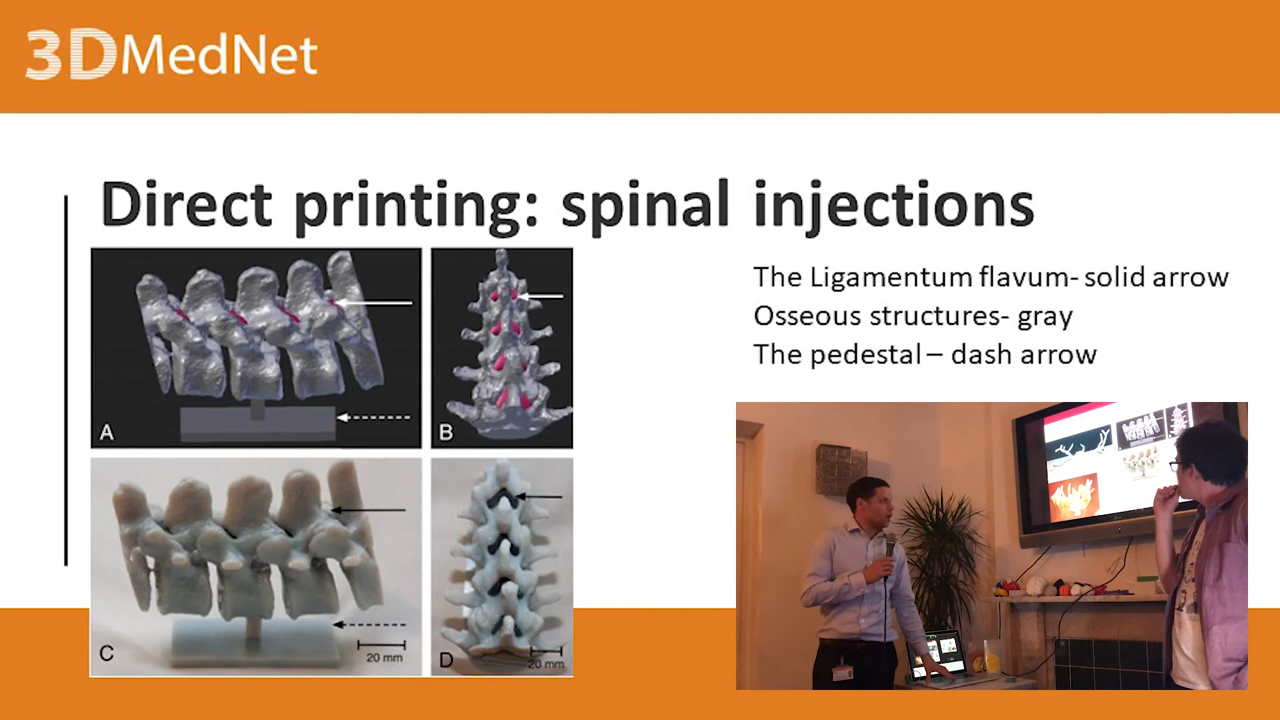 3DMedNet
Direct printing: spinal injections
The Ligamentum flavum- solid arrow
Osseous structures- gray
The pedestal – dash arrow
A
B
C
20 mm
D
20 mm